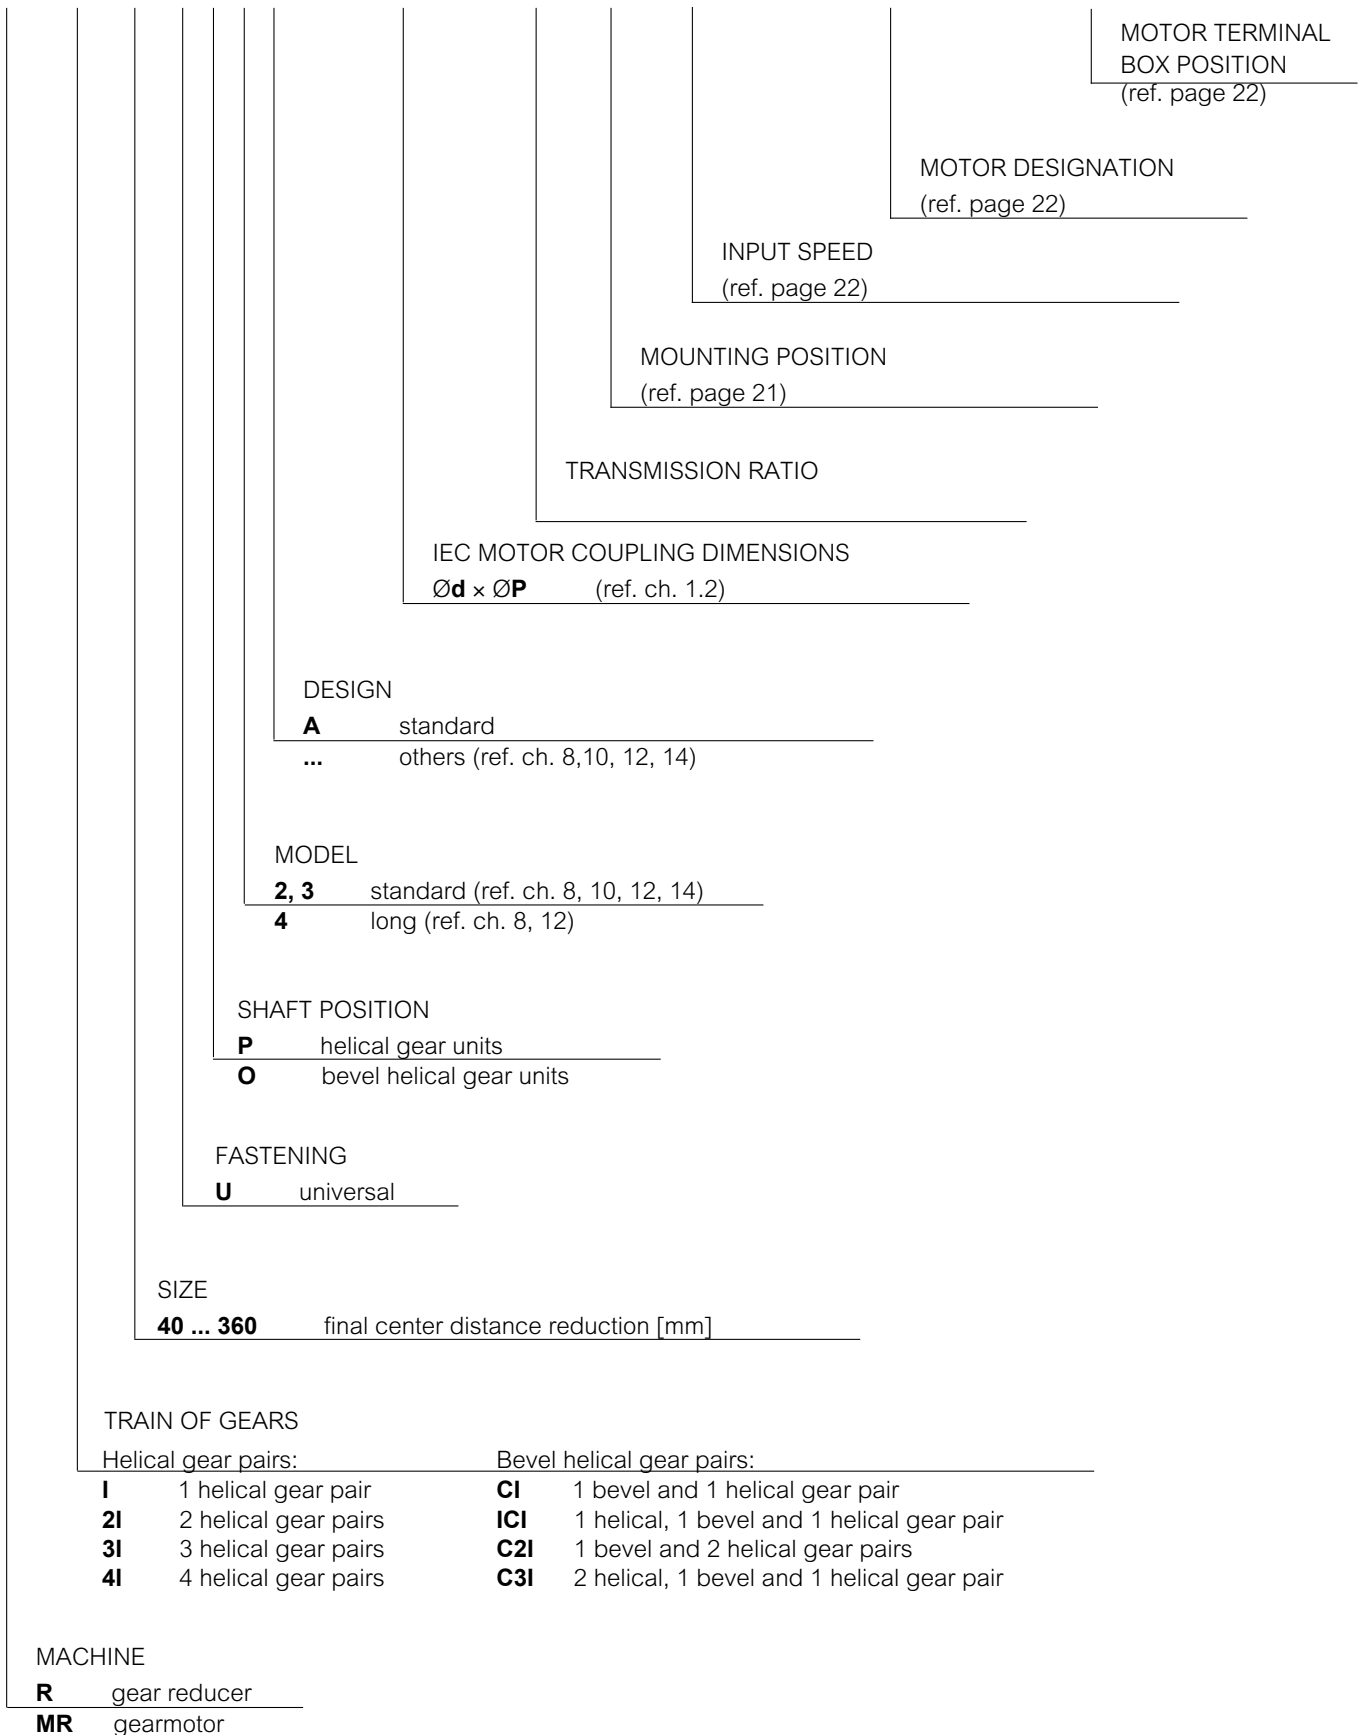 MOTOR TERMINAL
BOX POSITION
(ref. page 22)
MOTOR DESIGNATION
(ref. page 22)
INPUT SPEED
(ref. page 22)
MOUNTING POSITION
(ref. page 21)
TRANSMISSION RATIO
IEC MOTOR COUPLING DIMENSIONS
Ød × ØP (ref. ch. 1.2)
DESIGN
A standard
... others (ref. ch. 8,10, 12, 14)
MODEL
2, 3 standard (ref. ch. 8, 10, 12, 14)
4 long (ref. ch. 8, 12)
SHAFT POSITION
P helical gear units
O bevel helical gear units
FASTENING
U universal
SIZE
40 ... 360 final center distance reduction [mm]
TRAIN OF GEARS
Helical gear pairs: Bevel helical gear pairs:
I 1 helical gear pair CI 1 bevel and 1 helical gear pair
2I 2 helical gear pairs ICI 1 helical, 1 bevel and 1 helical gear pair
3I 3 helical gear pairs C2I 1 bevel and 2 helical gear pairs
4I 4 helical gear pairs C3I 2 helical, 1 bevel and 1 helical gear pair
MACHINE
R gear reducer
MR gearmotor